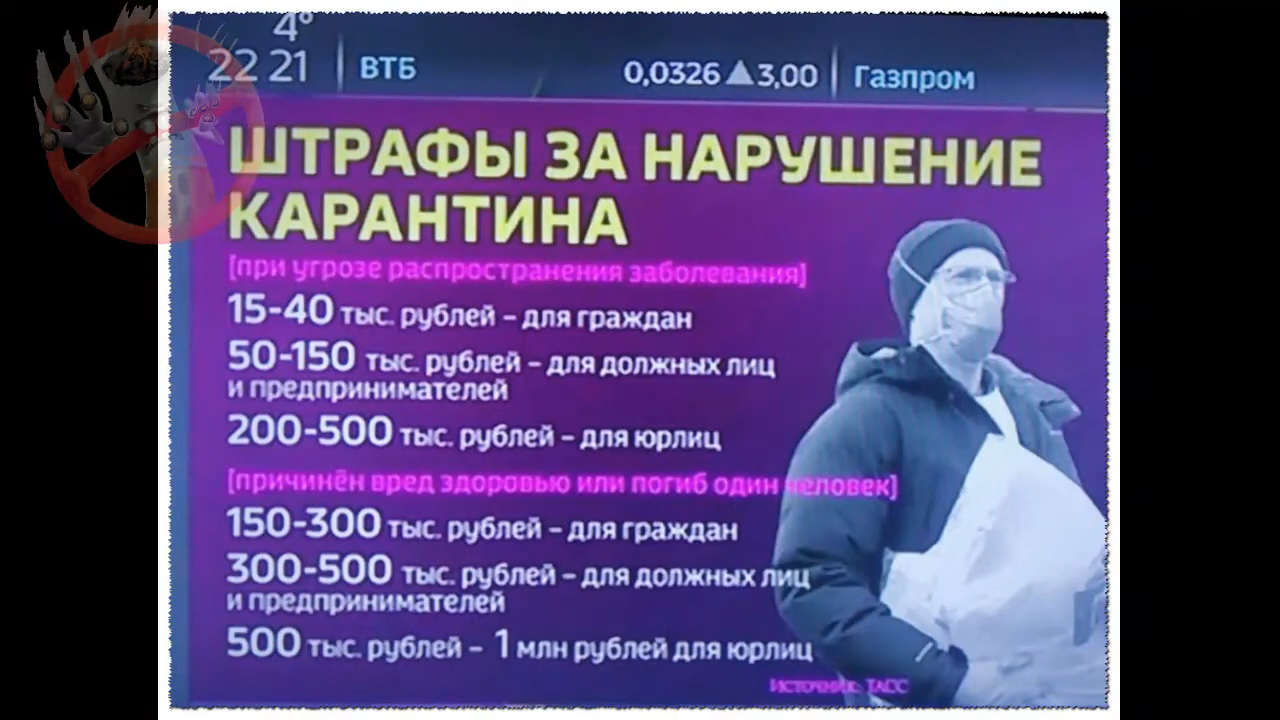 4°
22 21 ВТБ 0,0326 ▲3,00 Газпром
ШТРАФЫ ЗА НАРУШЕНИЕ
КАРАНТИНА
[при угрозе распространения заболевания]
15-40 тыс. рублей – для граждан
50-150 тыс. рублей – для должных лиц
и предпринимателей
200-500 тыс. рублей – для юрлиц
[причинён вред здоровью или погиб один человек]
150-300 тыс. рублей – для граждан
300-500 тыс. рублей – для должных лиц
и предпринимателей
500 тыс. рублей – 1 млн рублей для юрлиц
Источник: ТАСС